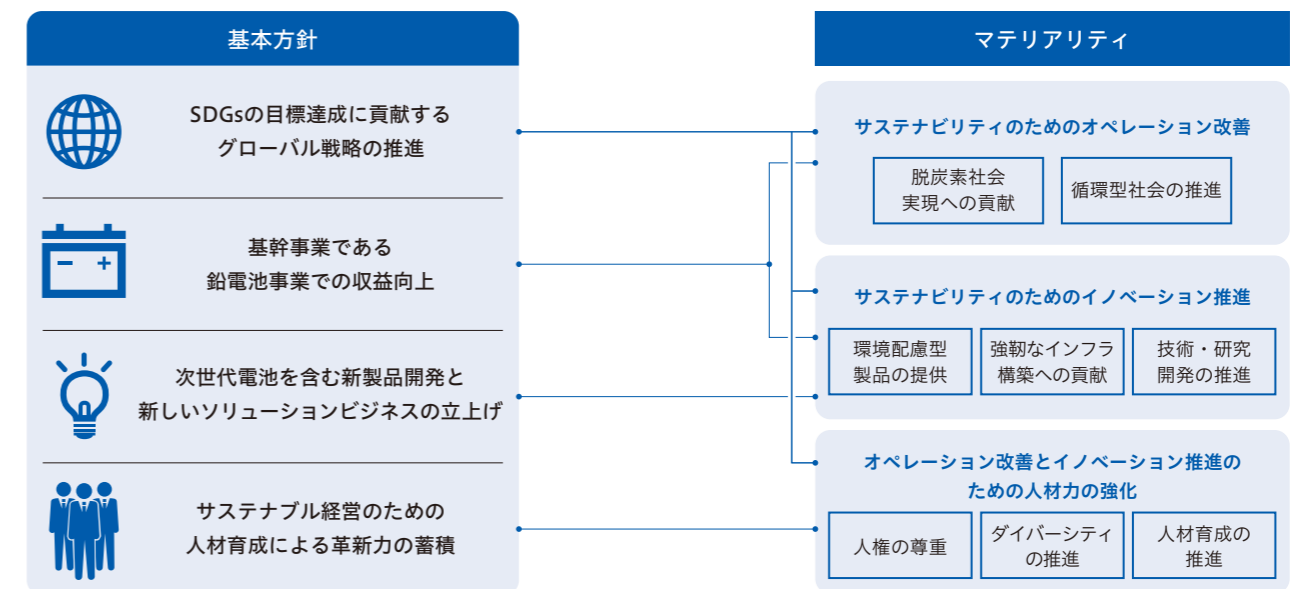 基本方針
SDGsの目標達成に貢献する
グローバル戦略の推進
基幹事業である
鉛電池事業での収益向上
次世代電池を含む新製品開発と
新しいソリューションビジネスの立上げ
サステナブル経営のための
人材育成による革新力の蓄積
マテリアリティ
サステナビリティのためのオペレーション改善
脱炭素社会
実現への貢献
循環型社会の推進
サステナビリティのためのイノベーション推進
環境配慮型
製品の提供
強靭なインフラ
構築への貢献
技術・研究
開発の推進
オペレーション改善とイノベーション推進の
ための人材力の強化
人権の尊重
ダイバーシティ
の推進
人材育成の
推進